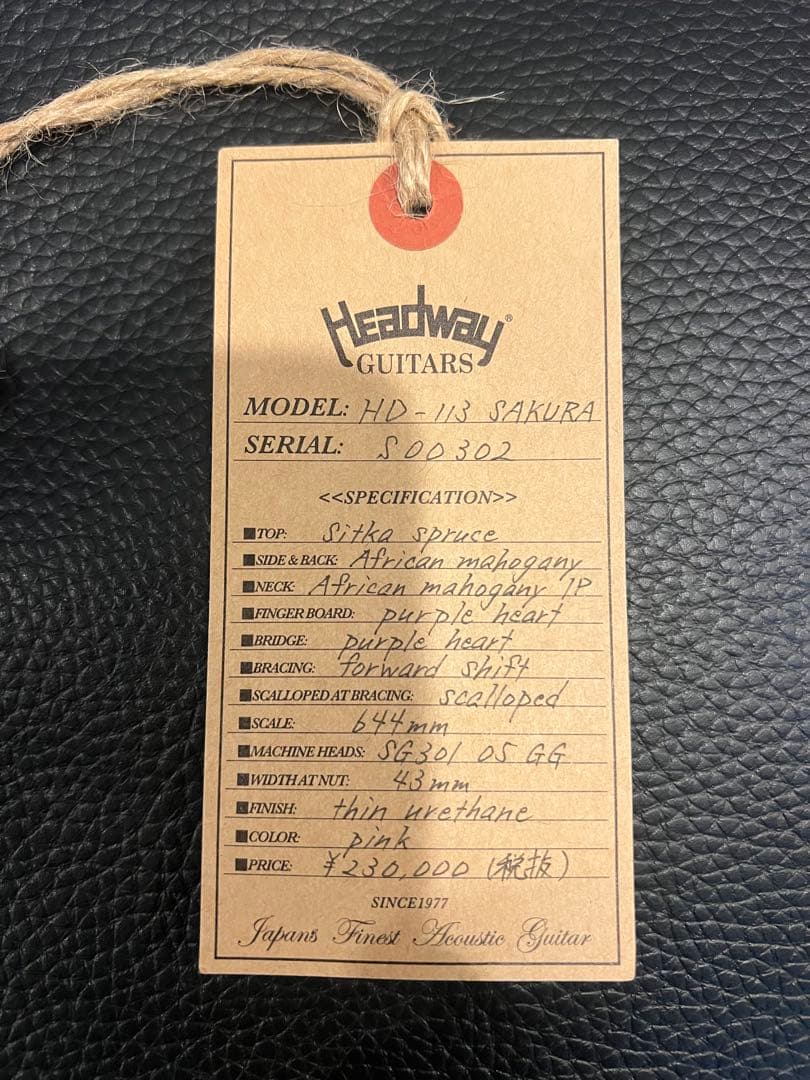 Headway®
GUITARS
MODEL: HD-113 SAKURA
SERIAL: S00302
<<SPECIFICATION>>
■TOP: Sitka spruce
■SIDE & BACK: African mahogany
■NECK: African mahogany 1P
■FINGER BOARD: purple heart
■BRIDGE: purple heart
■BRACING: forward shift
■SCALLOPED AT BRACING: scalloped
■SCALE: 644mm
■MACHINE HEADS: SG301 05 GG
■WIDTH AT NUT: 43mm
■FINISH: thin urethane
■COLOR: pink
■PRICE: ¥230,000 (税抜)
SINCE1977
Japan's Finest Acoustic Guitar